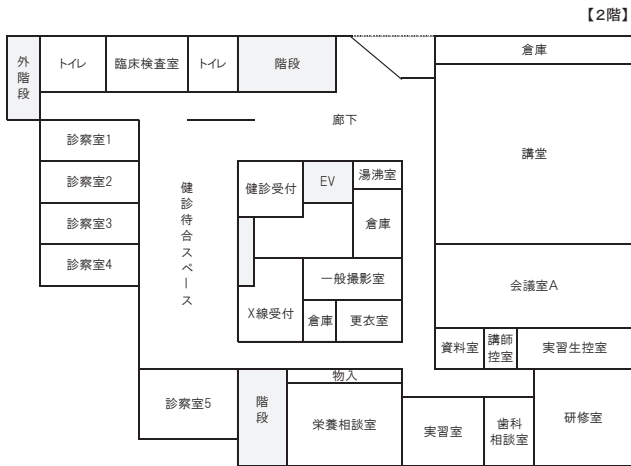 【2階】
外階段
トイレ
臨床検査室
トイレ
階段
倉庫
廊下
講堂
診察室1
診察室2
診察室3
診察室4
健診待合スペース
健診受付
EV
湯沸室
倉庫
一般撮影室
X線受付
倉庫
更衣室
会議室A
資料室
講師
控室
実習生控室
物入
診察室5
階段
栄養相談室
実習室
歯科
相談室
研修室